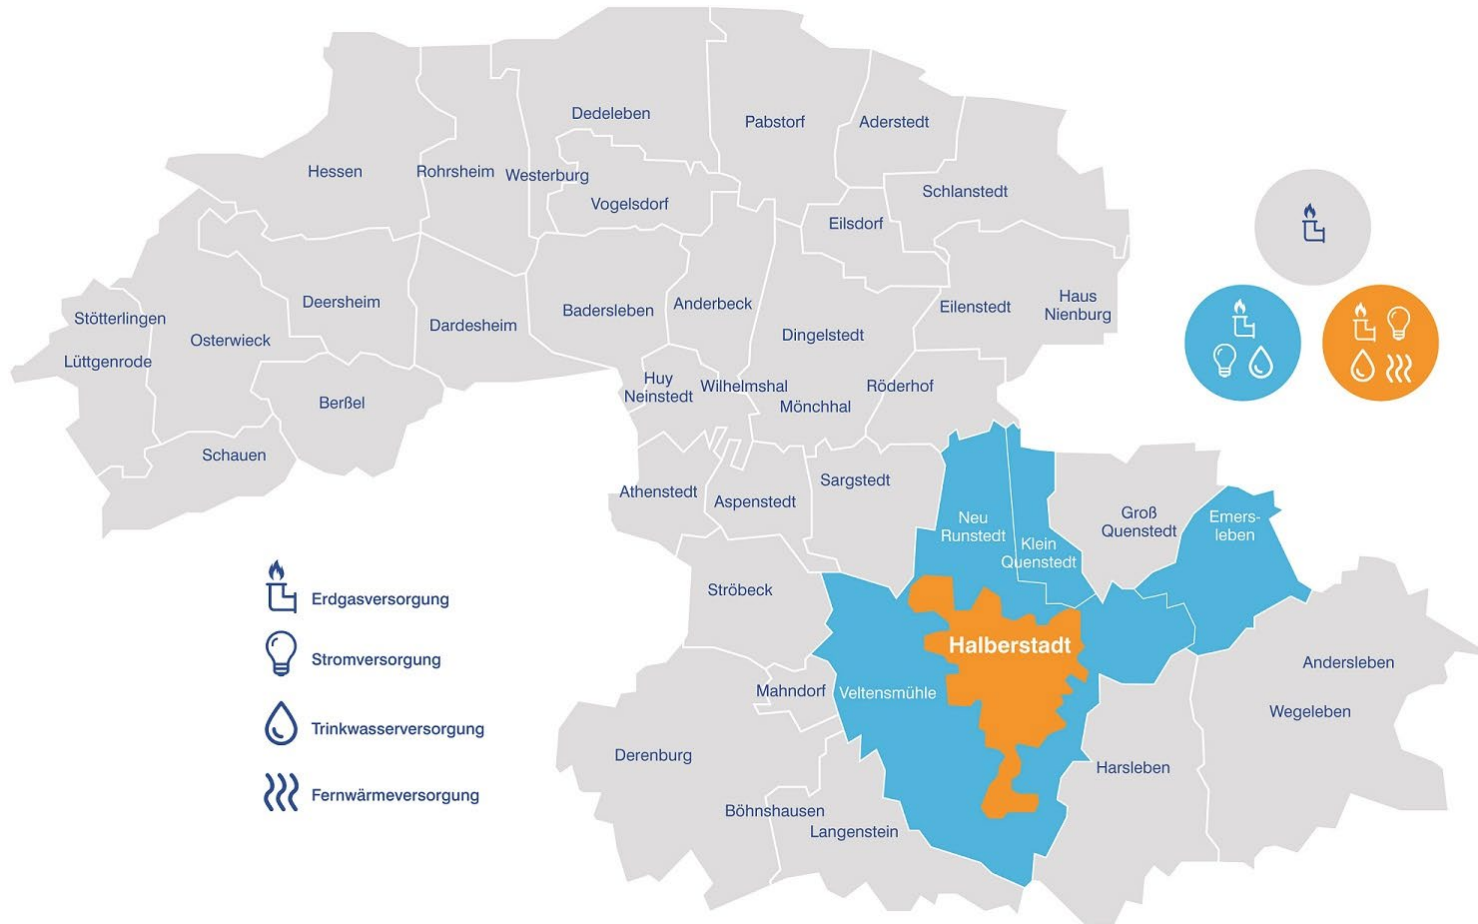 Dedeleben
Pabstorf
Aderstedt
Hessen
Rohrsheim
Westerburg
Vogelsdorf
Schlanstedt
Eilsdorf
Deersheim
Badersleben
Anderbeck
Eilenstedt
Haus
Nienburg
Stötterlingen
Osterwieck
Dardesheim
Dingelstedt
Lüttgenrode
Huy
Neinstedt
Wilhelmshal
Röderhof
Mönchhal
Berßel
Schauen
Athenstedt
Aspenstedt
Sargstedt
Neu
Runstedt
Klein
Quenstedt
Groß
Quenstedt
Emers-
leben
Ströbeck
Halberstadt
Mahndorf
Veltensmühle
Andersleben
Wegeleben
Derenburg
Harsleben
Böhnshausen
Langenstein
Erdgasversorgung
Stromversorgung
Trinkwasserversorgung
Fernwärmeversorgung